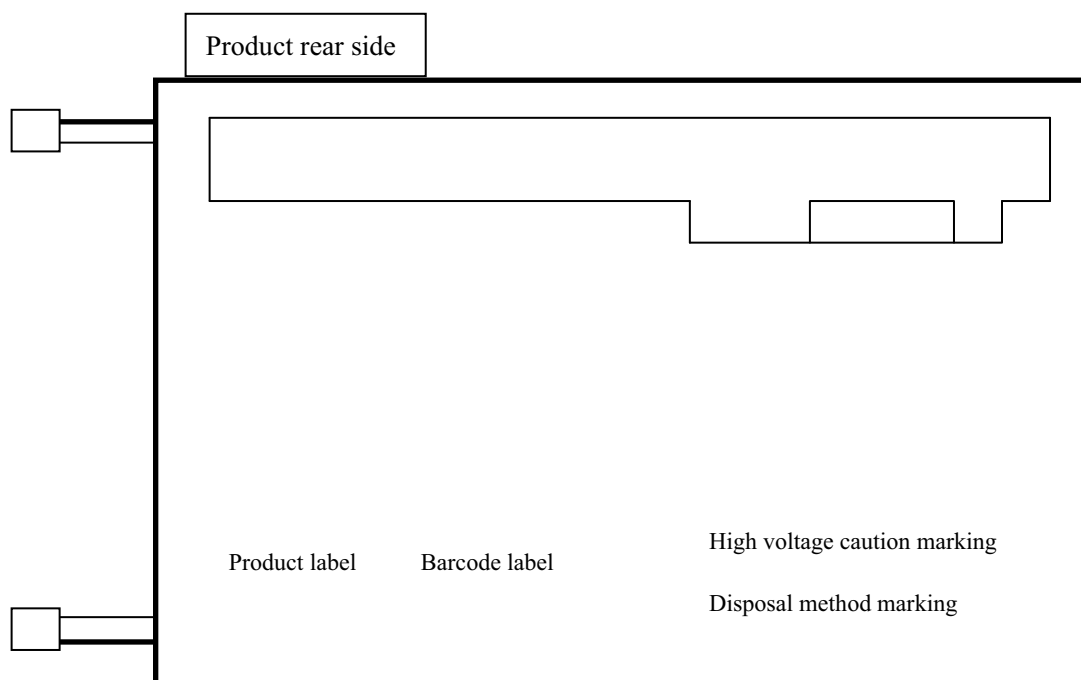 Product rear side
High voltage caution marking
Product label
Barcode label
Disposal method marking